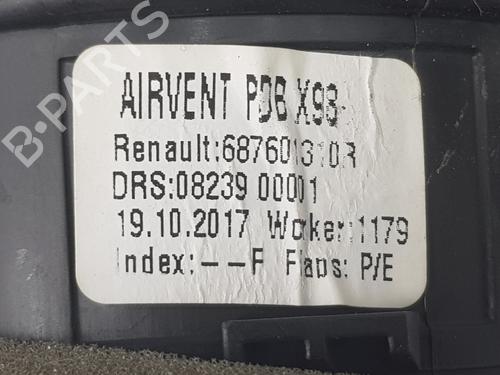 B-PARTS
AIRVENT PDB X98
Renault:687601310R
DRS:08239 00001
19.10.2017 Worker:1179
Index:--F Flaps: P/E